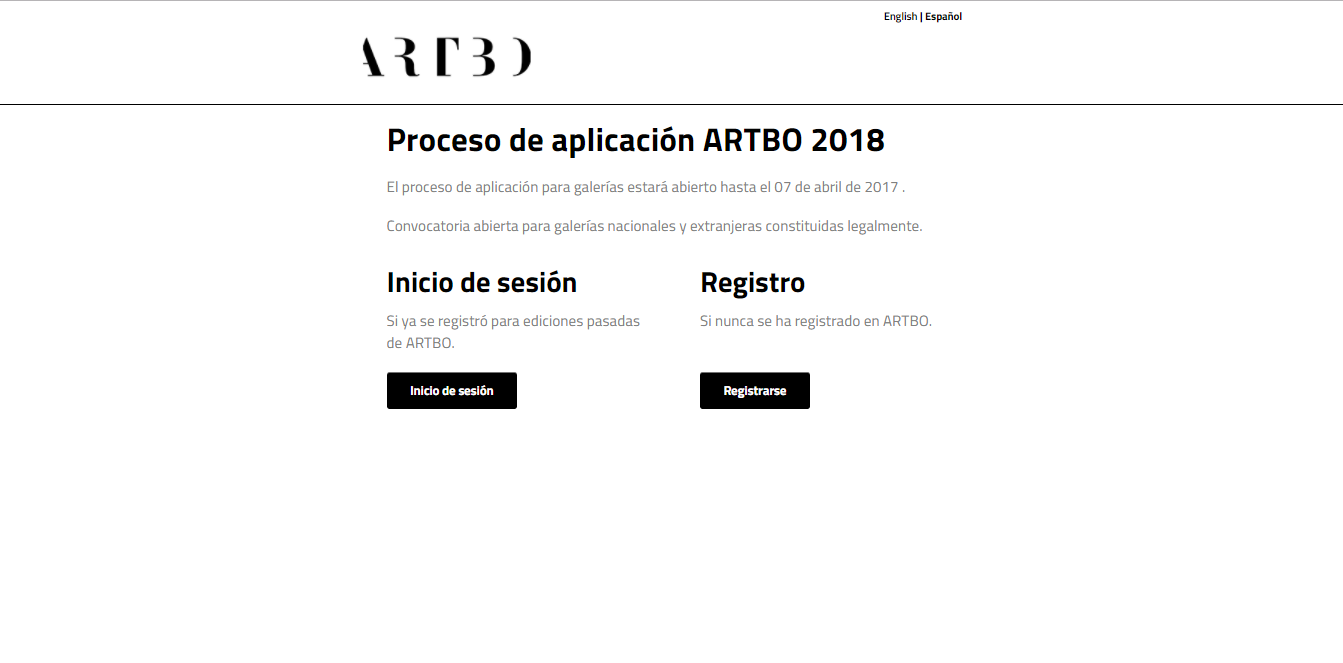 English | Español
ARTBO
Proceso de aplicación ARTBO 2018
El proceso de aplicación para galerías estará abierto hasta el 07 de abril de 2017 .
Convocatoria abierta para galerías nacionales y extranjeras constituidas legalmente.
Inicio de sesión
Si ya se registró para ediciones pasadas
de ARTBO.
Inicio de sesión
Registro
Si nunca se ha registrado en ARTBO.
Registrarse